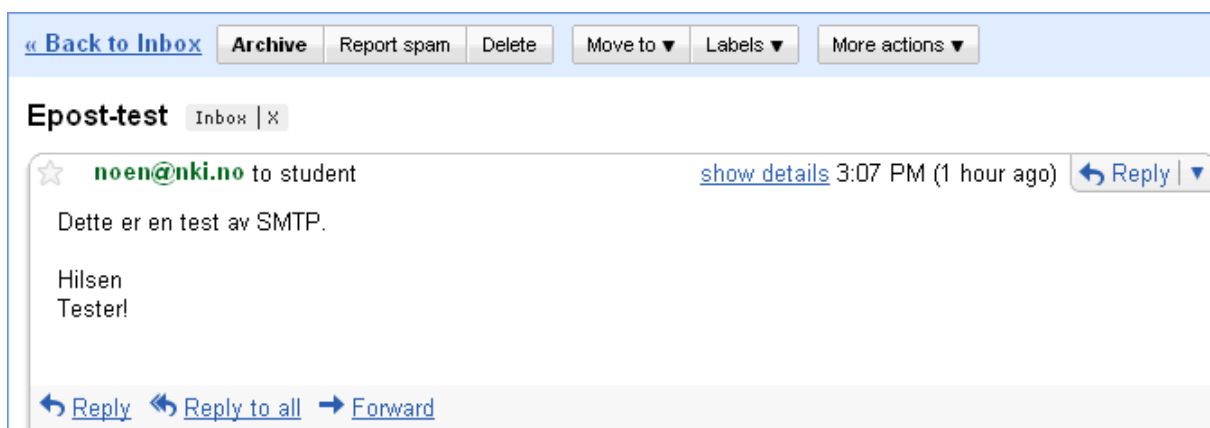 « Back to Inbox Archive Report spam Delete Move to ▼ Labels ▼ More actions ▼
Epost-test Inbox | X
noen@nki.no to student show details 3:07 PM (1 hour ago) Reply | ▼
Dette er en test av SMTP.
Hilsen
Tester!
Reply Reply to all Forward